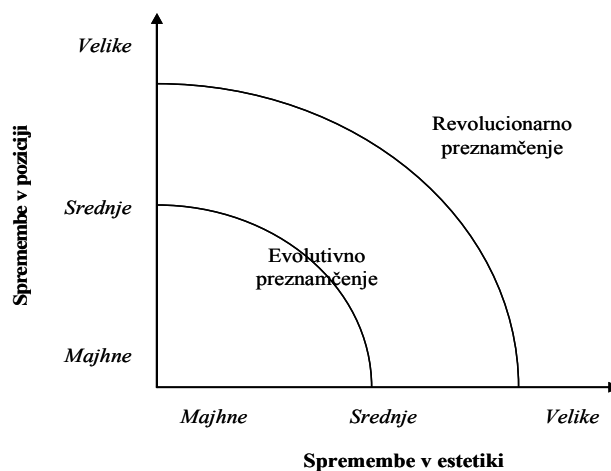 Velike
Revolucionarno
preznamčenje
Spremembe v poziciji
Srednje
Evolutivno
preznamčenje
Majhne
Majhne
Srednje
Velike
Spremembe v estetiki